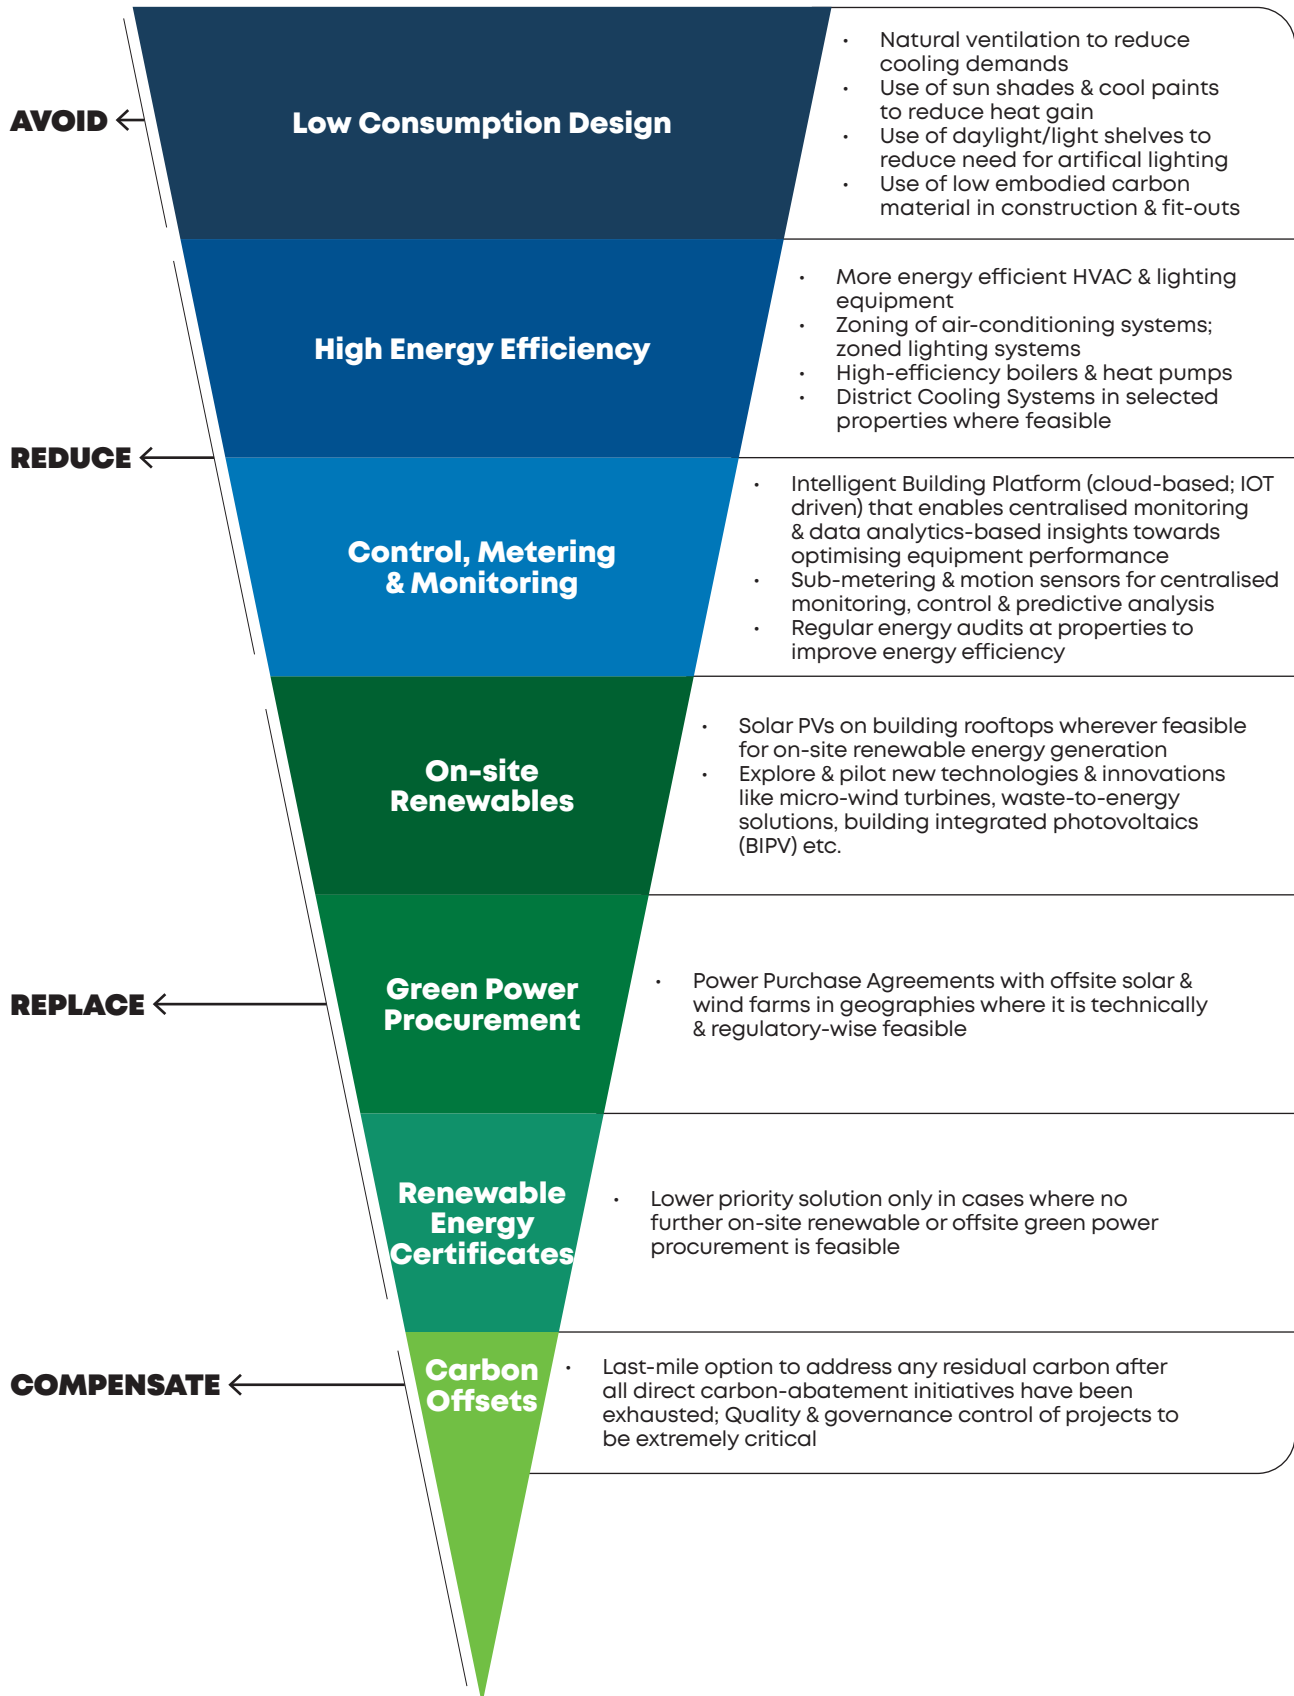 AVOID
Low Consumption Design
• Natural ventilation to reduce
cooling demands
• Use of sun shades & cool paints
to reduce heat gain
• Use of daylight/light shelves to
reduce need for artifical lighting
• Use of low embodied carbon
material in construction & fit-outs
REDUCE
High Energy Efficiency
• More energy efficient HVAC & lighting
equipment
• Zoning of air-conditioning systems;
zoned lighting systems
• High-efficiency boilers & heat pumps
• District Cooling Systems in selected
properties where feasible
Control, Metering
& Monitoring
• Intelligent Building Platform (cloud-based; IOT
driven) that enables centralised monitoring
& data analytics-based insights towards
optimising equipment performance
• Sub-metering & motion sensors for centralised
monitoring, control & predictive analysis
• Regular energy audits at properties to
improve energy efficiency
REPLACE
On-site
Renewables
• Solar PVs on building rooftops wherever feasible
for on-site renewable energy generation
• Explore & pilot new technologies & innovations
like micro-wind turbines, waste-to-energy
solutions, building integrated photovoltaics
(BIPV) etc.
Green Power
Procurement
• Power Purchase Agreements with offsite solar &
wind farms in geographies where it is technically
& regulatory-wise feasible
Renewable
Energy
Certificates
• Lower priority solution only in cases where no
further on-site renewable or offsite green power
procurement is feasible
COMPENSATE
Carbon
Offsets
• Last-mile option to address any residual carbon after
all direct carbon-abatement initiatives have been
exhausted; Quality & governance control of projects to
be extremely critical